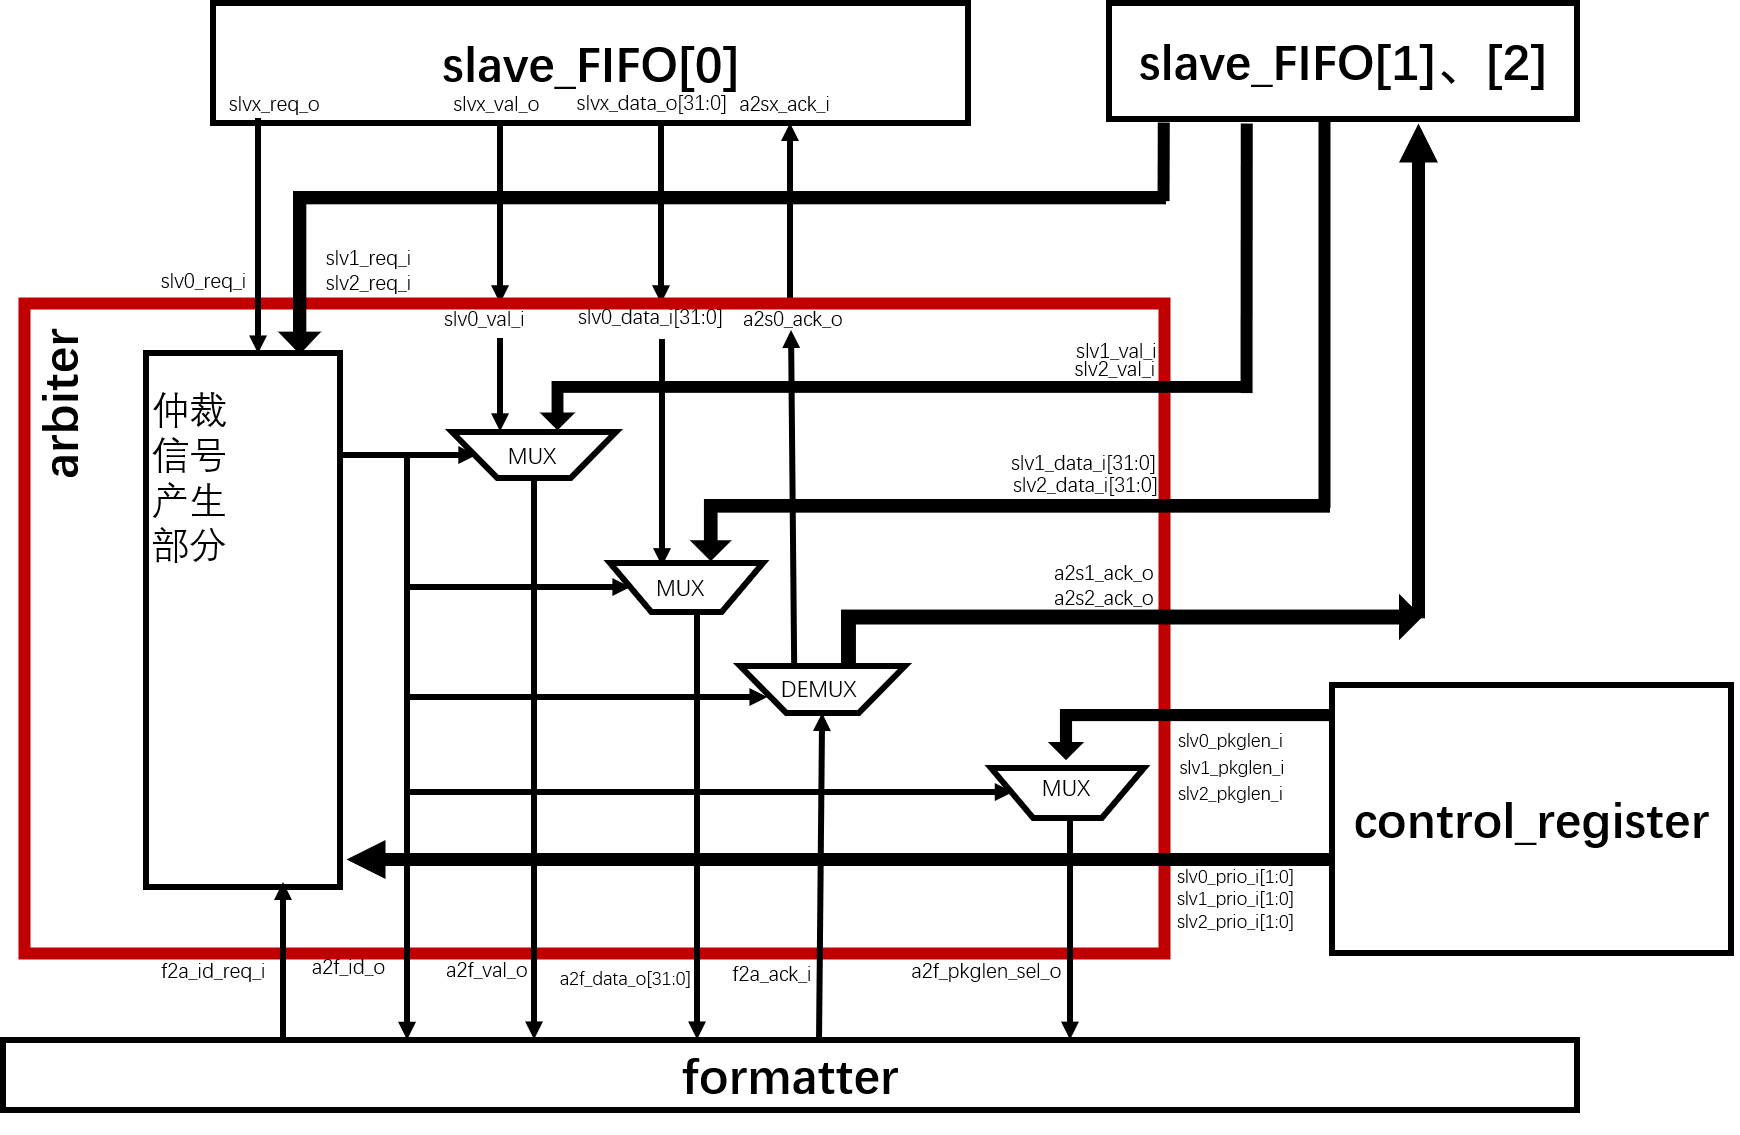 slave_FIFO[0]
slave_FIFO[1]、[2]
slvx_req_o
slvx_val_o
slvx_data_o[31:0]
a2sx_ack_i
slv0_req_i
slv1_req_i
slv2_req_i
arbiter
slv0_val_i
slv0_data_i[31:0]
a2s0_ack_o
slv1_val_i
slv2_val_i
仲裁
信号
产生
部分
MUX
slv1_data_i[31:0]
slv2_data_i[31:0]
MUX
a2s1_ack_o
a2s2_ack_o
DEMUX
slv0_pkglen_i
slv1_pkglen_i
slv2_pkglen_i
MUX
control_register
slv0_prio_i[1:0]
slv1_prio_i[1:0]
slv2_prio_i[1:0]
f2a_id_req_i
a2f_id_o
a2f_val_o
a2f_data_o[31:0]
f2a_ack_i
a2f_pkglen_sel_o
formatter